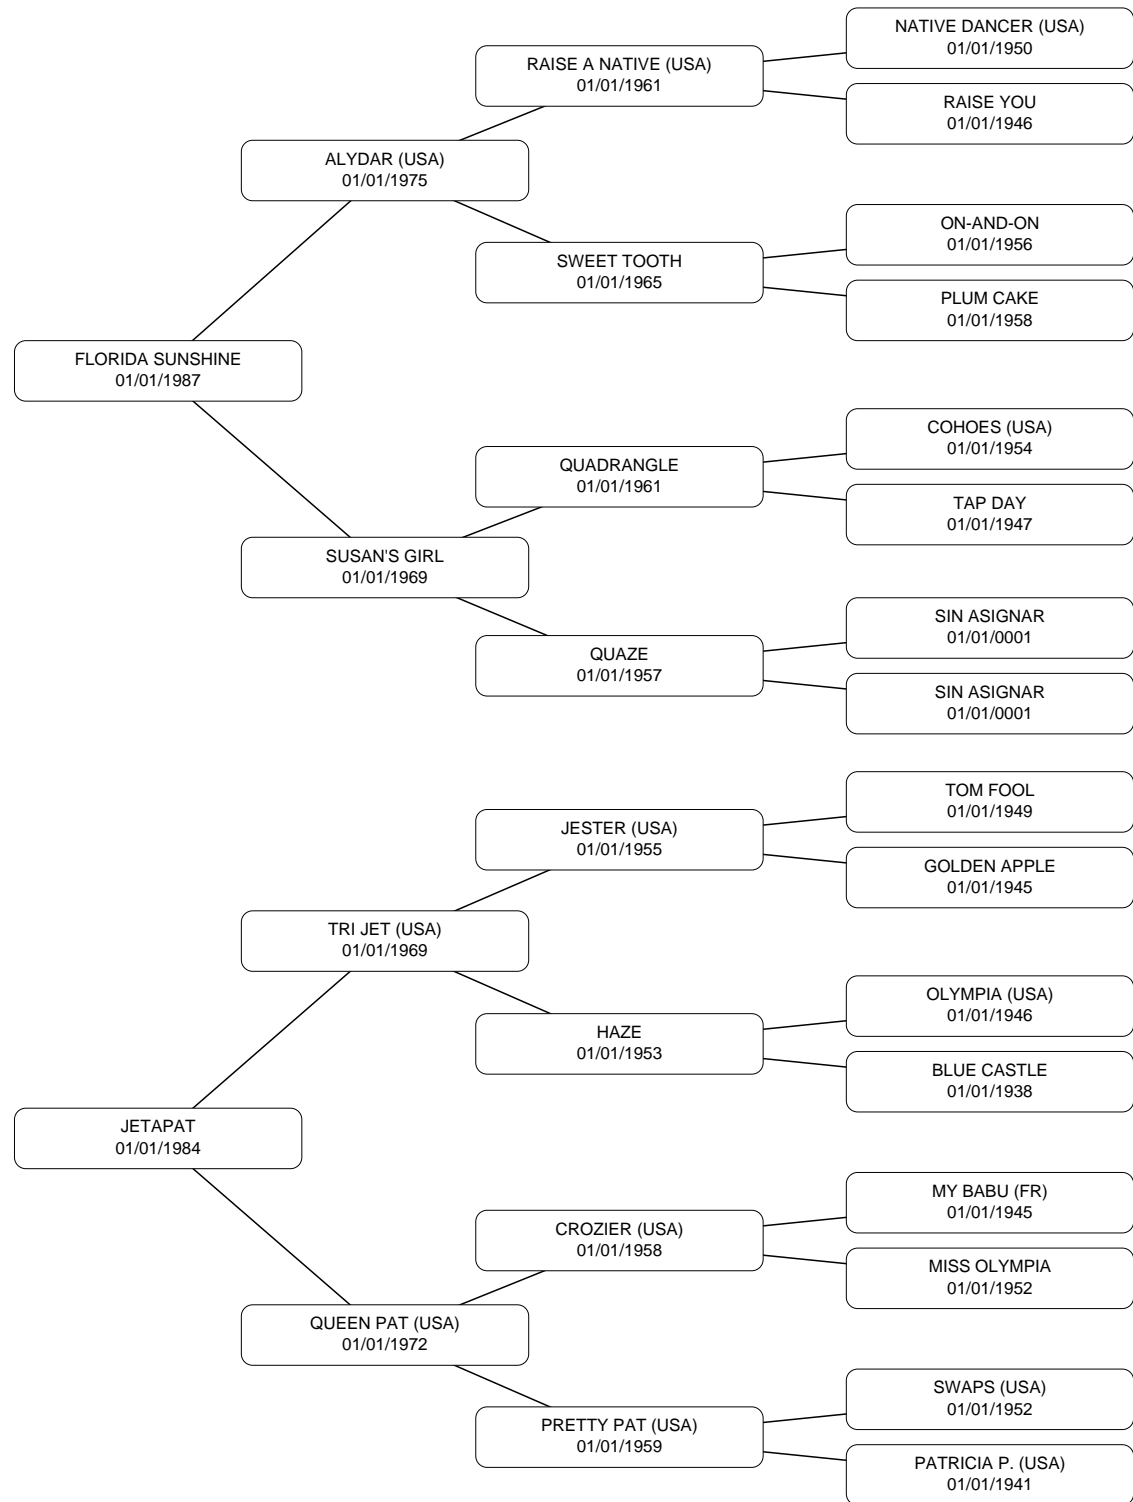 NATIVE DANCER (USA)
01/01/1950
RAISE A NATIVE (USA)
01/01/1961
RAISE YOU
01/01/1946
ALYDAR (USA)
01/01/1975
ON-AND-ON
01/01/1956
SWEET TOOTH
01/01/1965
PLUM CAKE
01/01/1958
FLORIDA SUNSHINE
01/01/1987
COHOES (USA)
01/01/1954
QUADRANGLE
01/01/1961
TAP DAY
01/01/1947
SUSAN'S GIRL
01/01/1969
SIN ASIGNAR
01/01/0001
QUAZE
01/01/1957
SIN ASIGNAR
01/01/0001
TOM FOOL
01/01/1949
JESTER (USA)
01/01/1955
GOLDEN APPLE
01/01/1945
TRI JET (USA)
01/01/1969
OLYMPIA (USA)
01/01/1946
HAZE
01/01/1953
BLUE CASTLE
01/01/1938
JETAPAT
01/01/1984
MY BABU (FR)
01/01/1945
CROZIER (USA)
01/01/1958
MISS OLYMPIA
01/01/1952
QUEEN PAT (USA)
01/01/1972
SWAPS (USA)
01/01/1952
PRETTY PAT (USA)
01/01/1959
PATRICIA P. (USA)
01/01/1941